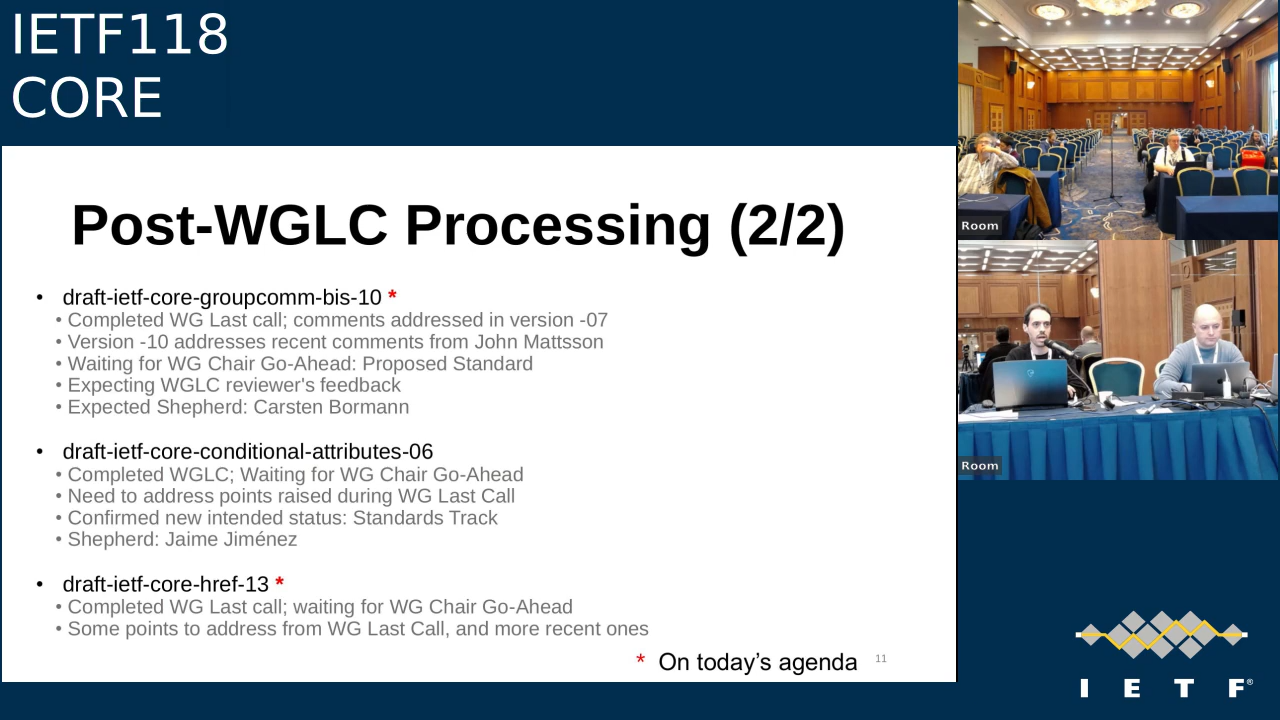 IETF118
CORE
Post-WGLC Processing (2/2)
• draft-ietf-core-groupcomm-bis-10 *
• Completed WG Last call; comments addressed in version -07
• Version -10 addresses recent comments from John Mattsson
• Waiting for WG Chair Go-Ahead: Proposed Standard
• Expecting WGLC reviewer's feedback
• Expected Shepherd: Carsten Bormann
• draft-ietf-core-conditional-attributes-06
• Completed WGLC; Waiting for WG Chair Go-Ahead
• Need to address points raised during WG Last Call
• Confirmed new intended status: Standards Track
• Shepherd: Jaime Jiménez
• draft-ietf-core-href-13 *
• Completed WG Last call; waiting for WG Chair Go-Ahead
• Some points to address from WG Last Call, and more recent ones
* On today’s agenda
11
Room
Room
I E T F®